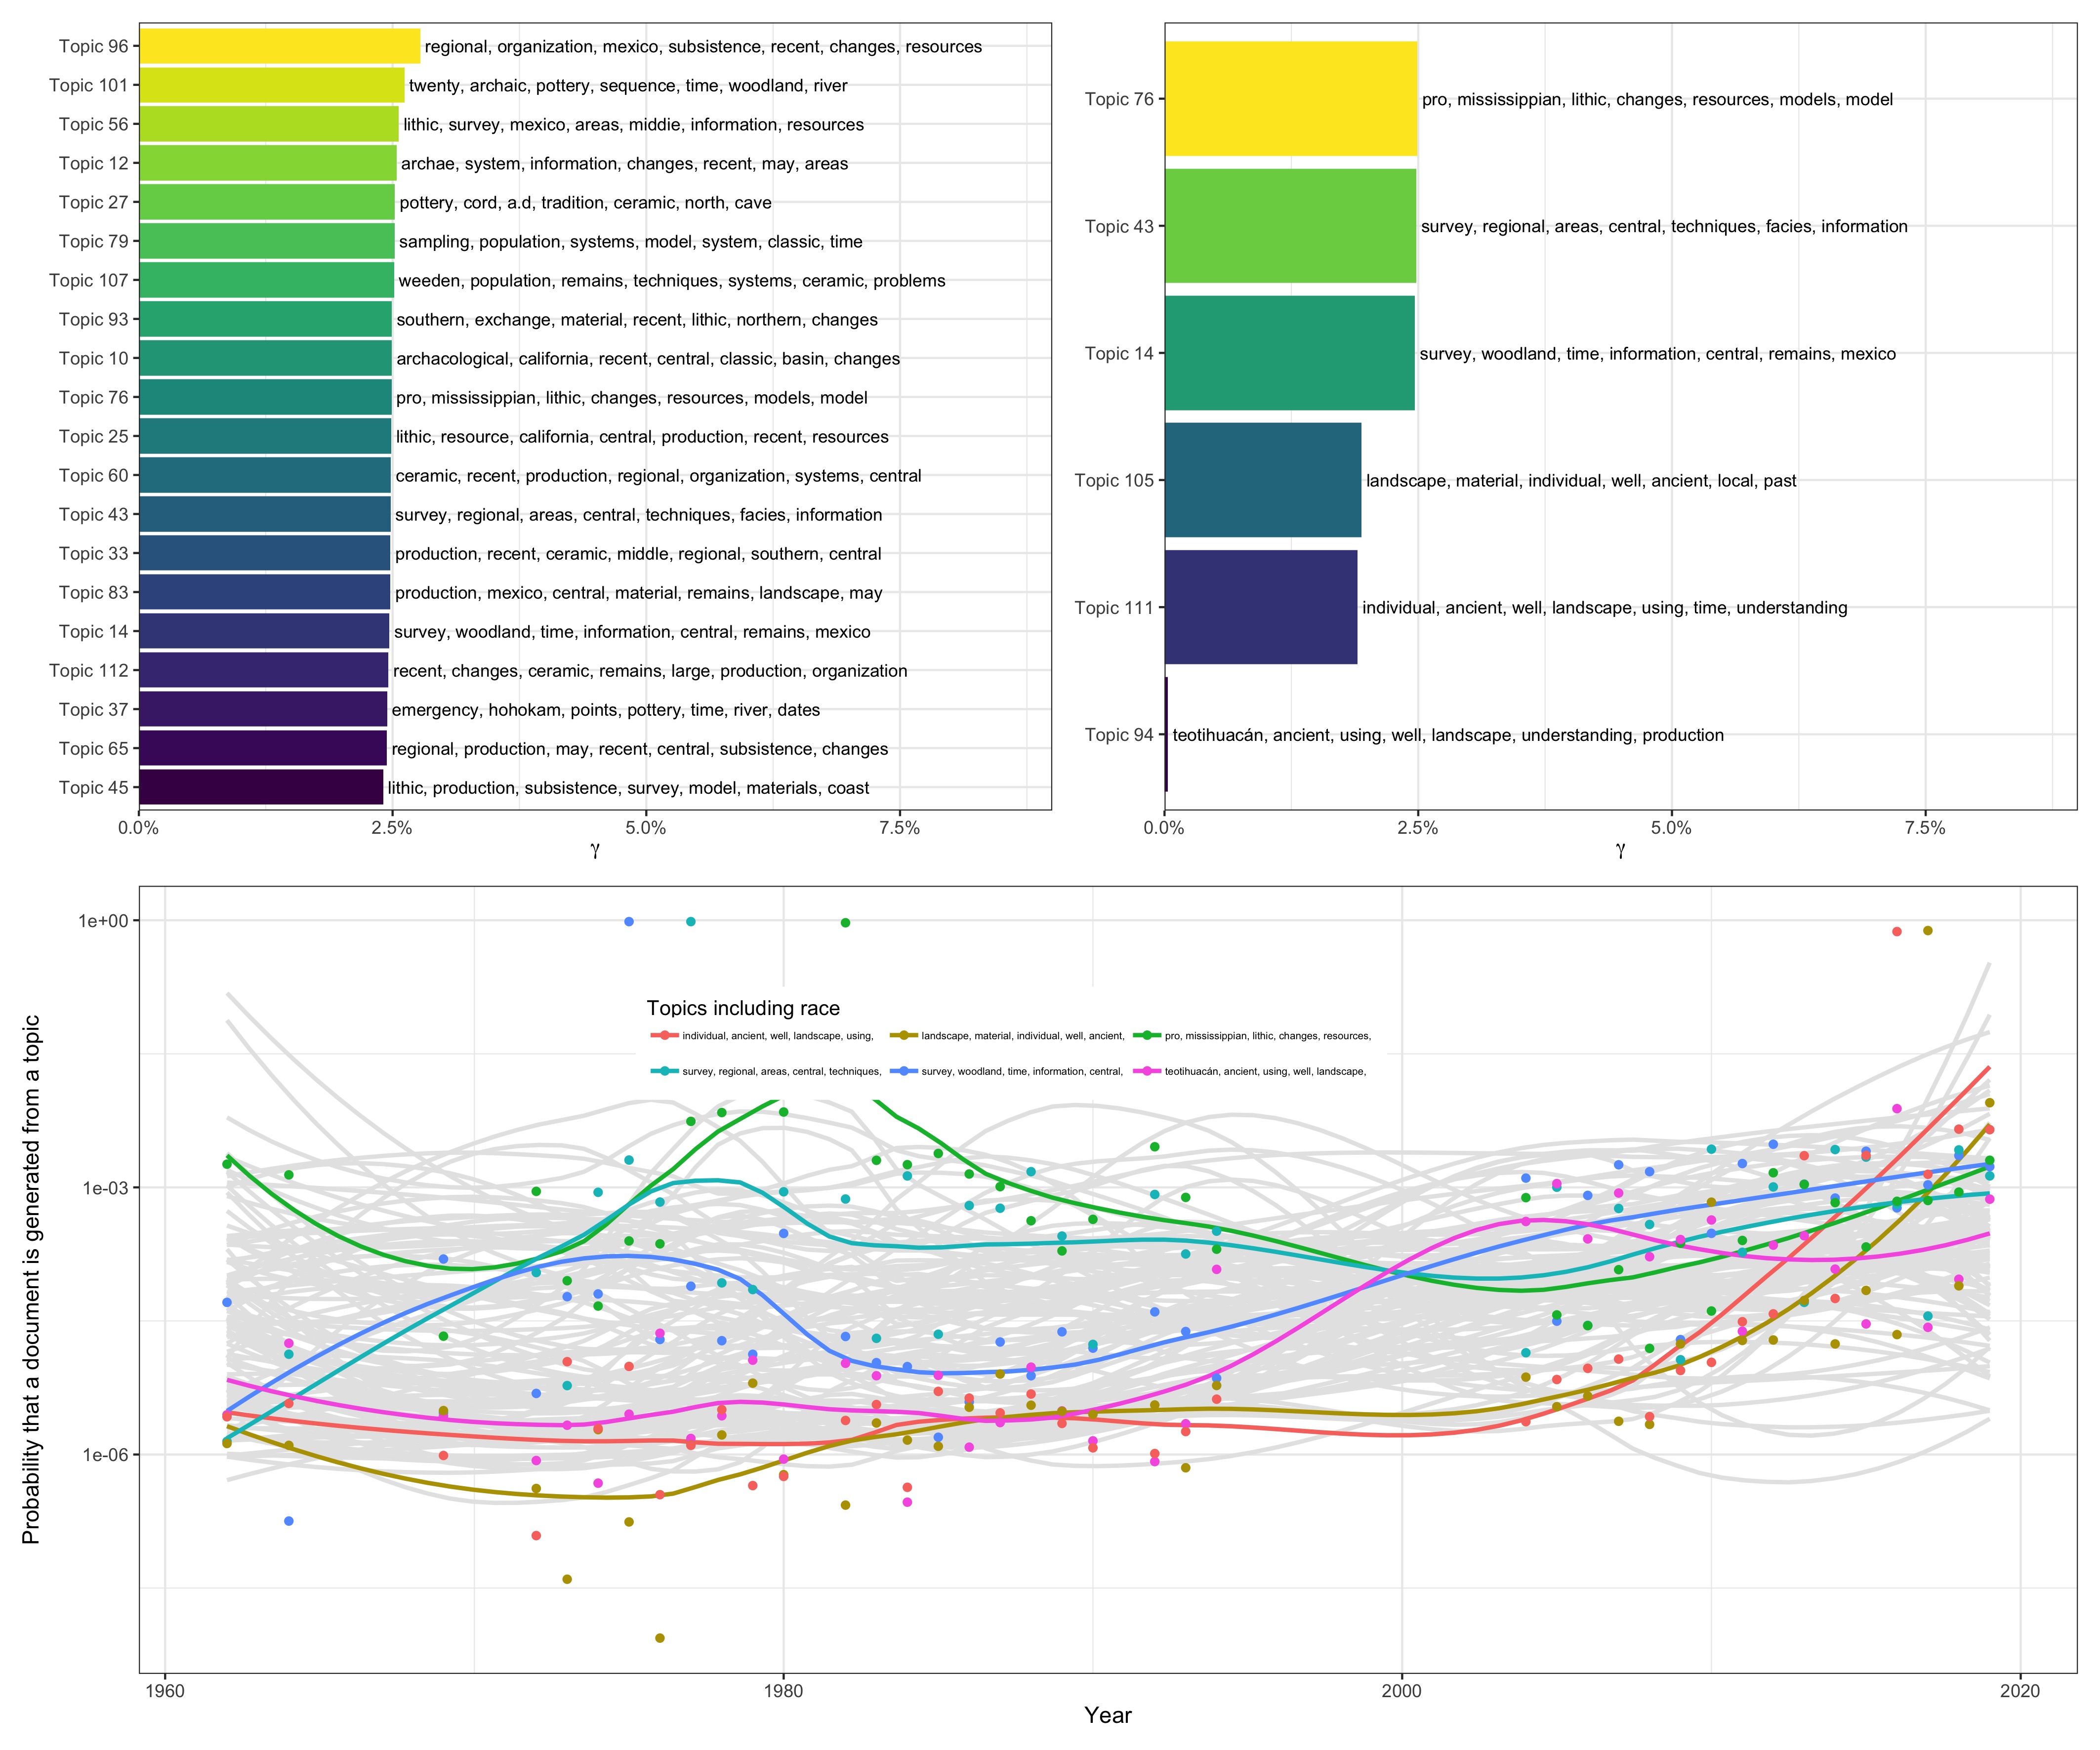 Topic 96 regional, organization, mexico, subsistence, recent, changes, resources
Topic 101 twenty, archaic, pottery, sequence, time, woodland, river
Topic 56 lithic, survey, mexico, areas, middie, information, resources
Topic 12 archae, system, information, changes, recent, may, areas
Topic 27 pottery, cord, a.d, tradition, ceramic, north, cave
Topic 79 sampling, population, systems, model, system, classic, time
Topic 107 weeden, population, remains, techniques, systems, ceramic, problems
Topic 93 southern, exchange, material, recent, lithic, northern, changes
Topic 10 archacological, california, recent, central, classic, basin, changes
Topic 76 pro, mississippian, lithic, changes, resources, models, model
Topic 25 lithic, resource, california, central, production, recent, resources
Topic 60 ceramic, recent, production, regional, organization, systems, central
Topic 43 survey, regional, areas, central, techniques, facies, information
Topic 33 production, recent, ceramic, middle, regional, southern, central
Topic 83 production, mexico, central, material, remains, landscape, may
Topic 14 survey, woodland, time, information, central, remains, mexico
Topic 112 recent, changes, ceramic, remains, large, production, organization
Topic 37 emergency, hohokam, points, pottery, time, river, dates
Topic 65 regional, production, may, recent, central, subsistence, changes
Topic 45 lithic, production, subsistence, survey, model, materials, coast
0.0% 2.5% 5.0% 7.5%
γ
Topic 76 pro, mississippian, lithic, changes, resources, models, model
Topic 43 survey, regional, areas, central, techniques, facies, information
Topic 14 survey, woodland, time, information, central, remains, mexico
Topic 105 landscape, material, individual, well, ancient, local, past
Topic 111 individual, ancient, well, landscape, using, time, understanding
Topic 94 teotihuacán, ancient, using, well, landscape, understanding, production
0.0% 2.5% 5.0% 7.5%
γ
Probability that a document is generated from a topic
1e+00
1e-03
1e-06
Topics including race
individual, ancient, well, landscape, using, landscape, material, individual, well, ancient, pro, mississippian, lithic, changes, resources,
survey, regional, areas, central, techniques, survey, woodland, time, information, central, teotihuacán, ancient, using, well, landscape,
1960 1980 2000 2020
Year